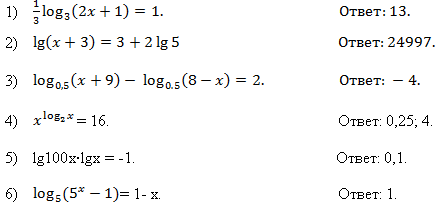 1) \(\frac{1}{3}\log_3(2x + 1) = 1.\) Ответ: 13.
2) \(\lg(x + 3) = 3 + 2\lg 5\) Ответ: 24997.
3) \(\log_{0,5}(x + 9) - \log_{0.5}(8 - x) = 2.\) Ответ: − 4.
4) \(x^{\log_2 x} = 16.\) Ответ: 0,25; 4.
5) lg100x·lgx = -1. Ответ: 0,1.
6) \(\log_5(5^x - 1)\)= 1- x. Ответ: 1.